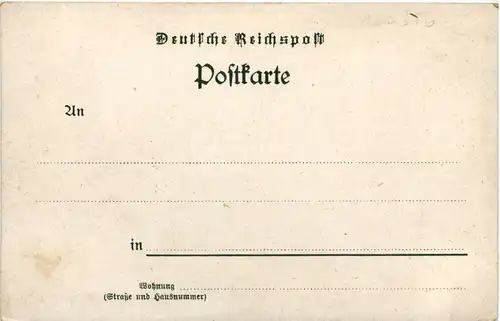 Deutſche Reichspoſt
Poſtkarte
An
in
Wohnung
(Straße und Hausnummer)